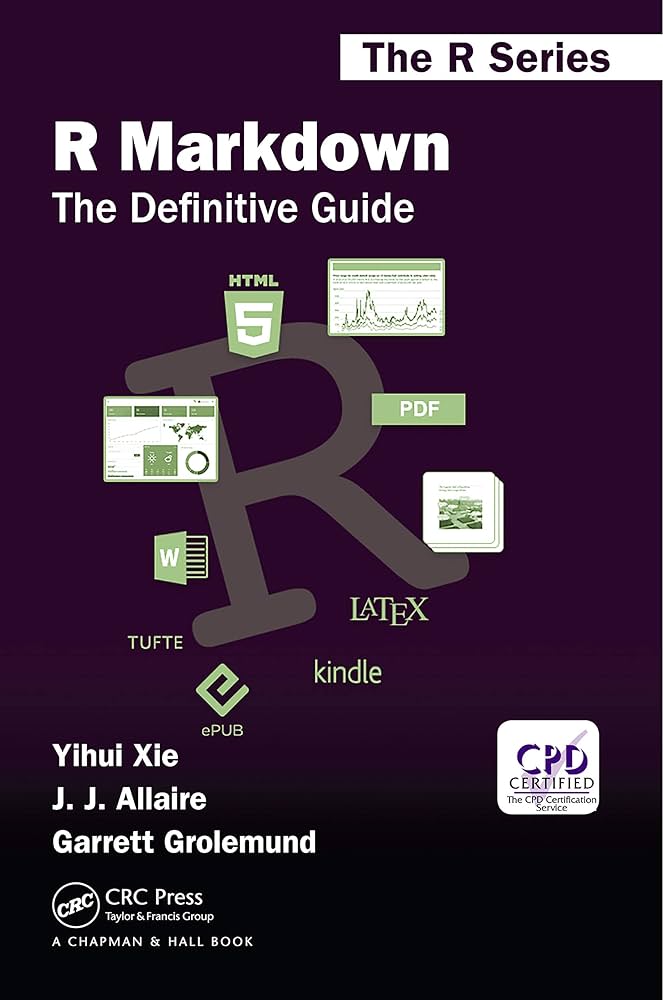 The R Series
R Markdown
The Definitive Guide
HTML
5
PDF
W
LATEX
TUFTE
kindle
ePUB
Yihui Xie
J. J. Allaire
Garrett Grolemund
CPD
CERTIFIED
The CPD Certification
Service
CRC
CRC Press
Taylor & Francis Group
A CHAPMAN & HALL BOOK